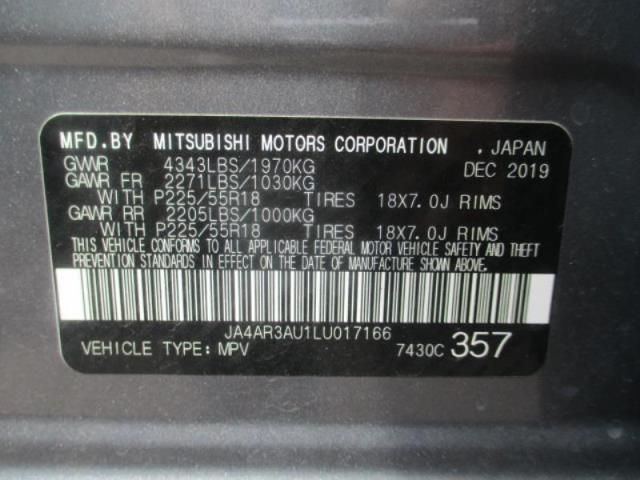 MFD.BY MITSUBISHI MOTORS CORPORATION . JAPAN
GVWR 4343LBS/1970KG DEC 2019
GAWR FR 2271LBS/1030KG
WITH P225/55R18 TIRES 18X7.0J RIMS
GAWR RR 2205LBS/1000KG
WITH P225/55R18 TIRES 18X7.0J RIMS
THIS VEHICLE CONFORMS TO ALL APPLICABLE FEDERAL MOTOR VEHICLE SAFETY AND THEFT
PREVENTION STANDARDS IN EFFECT ON THE DATE OF MANUFACTURE SHOWN ABOVE.
JA4AR3AU1LU017166
VEHICLE TYPE: MPV 7430C 357